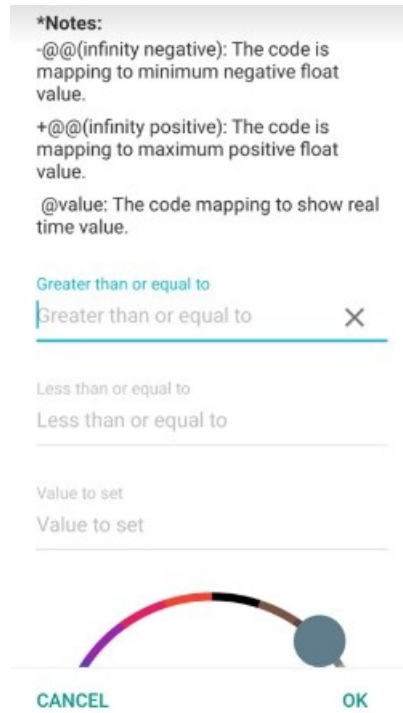 *Notes:
-@@(infinity negative): The code is
mapping to minimum negative float
value.
+@@(infinity positive): The code is
mapping to maximum positive float
value.
@value: The code mapping to show real
time value.
Greater than or equal to
Greater than or equal to
Less than or equal to
Less than or equal to
Value to set
Value to set
CANCEL
OK